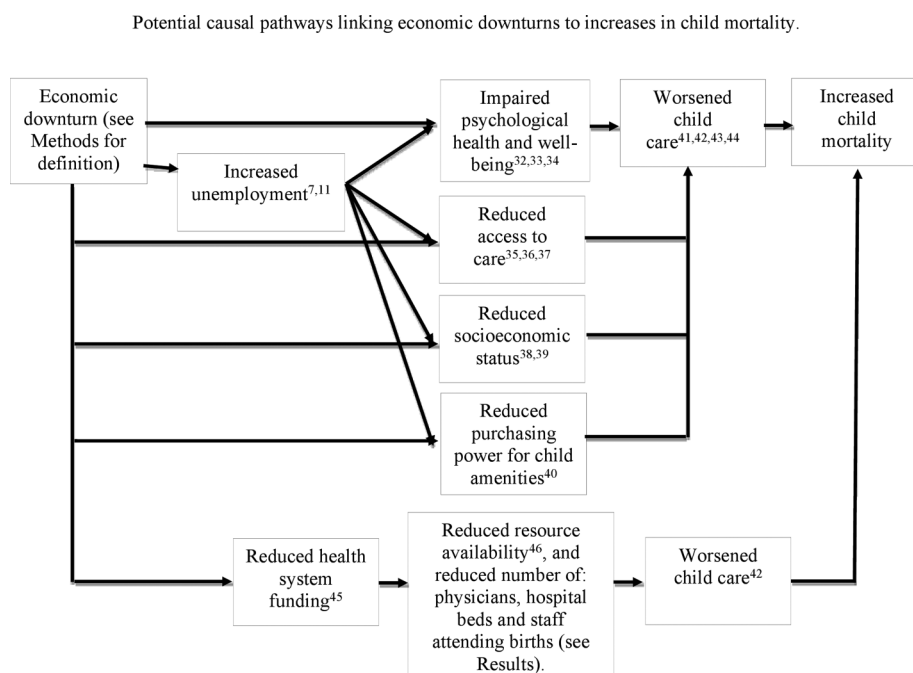 Potential causal pathways linking economic downturns to increases in child mortality.
Economic
downturn (see
Methods for
definition)
Increased
unemployment7,11
Impaired
psychological
health and well-
being32,33,34
Worsened
child
care41,42,43,44
Increased
child
mortality
Reduced
access to
care35,36,37
Reduced
socioeconomic
status38,39
Reduced
purchasing
power for child
amenities40
Reduced health
system
funding45
Reduced resource
availability46, and
reduced number of:
physicians, hospital
beds and staff
attending births (see
Results).
Worsened
child care42